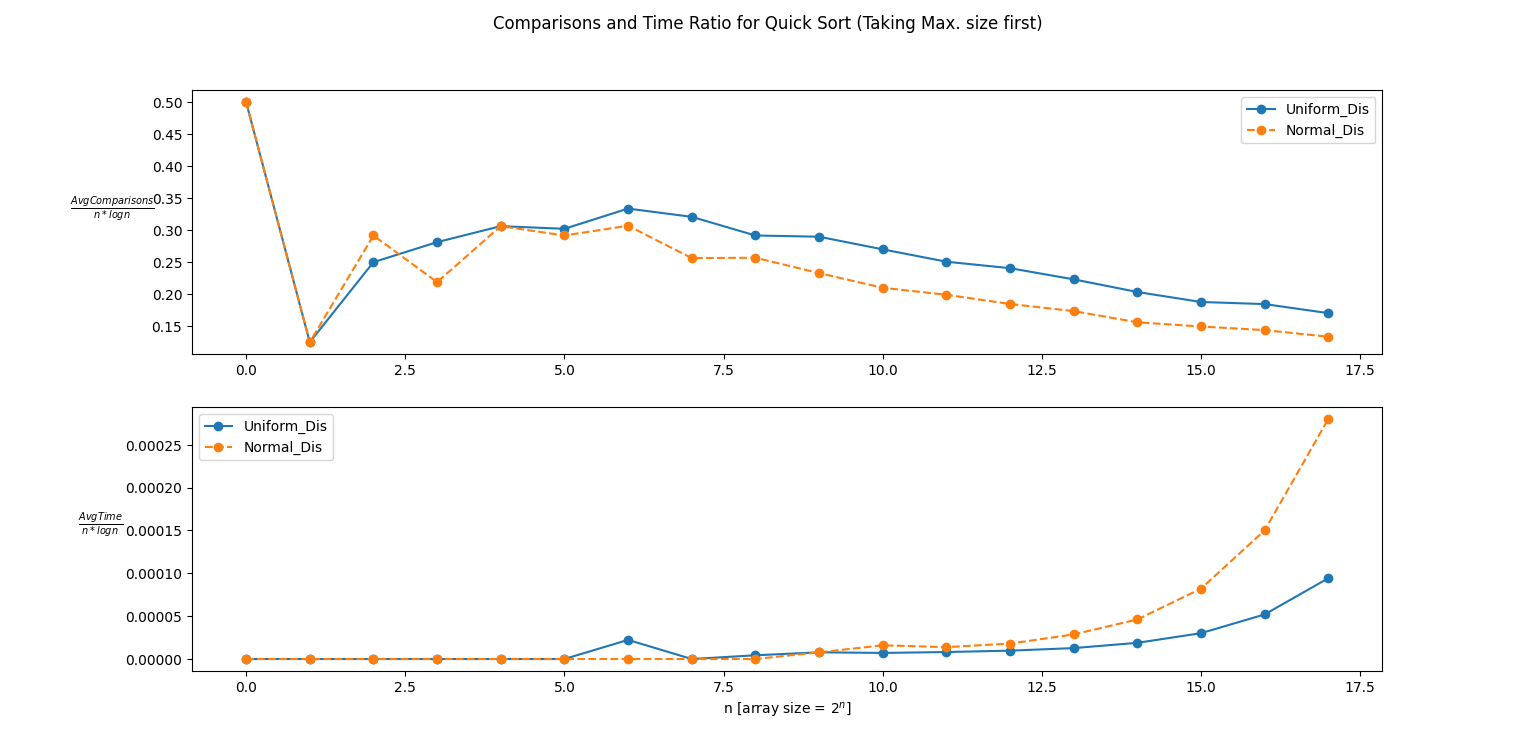 Comparisons and Time Ratio for Quick Sort (Taking Max. size first)
0.50
0.45
0.40
0.35
0.30
0.25
0.20
0.15
AvgComparisons
n * logn
Uniform_Dis
Normal_Dis
0.0 2.5 5.0 7.5 10.0 12.5 15.0 17.5
0.00025
0.00020
0.00015
0.00010
0.00005
0.00000
AvgTime
n * logn
Uniform_Dis
Normal_Dis
0.0 2.5 5.0 7.5 10.0 12.5 15.0 17.5
n [array size = 2ⁿ]